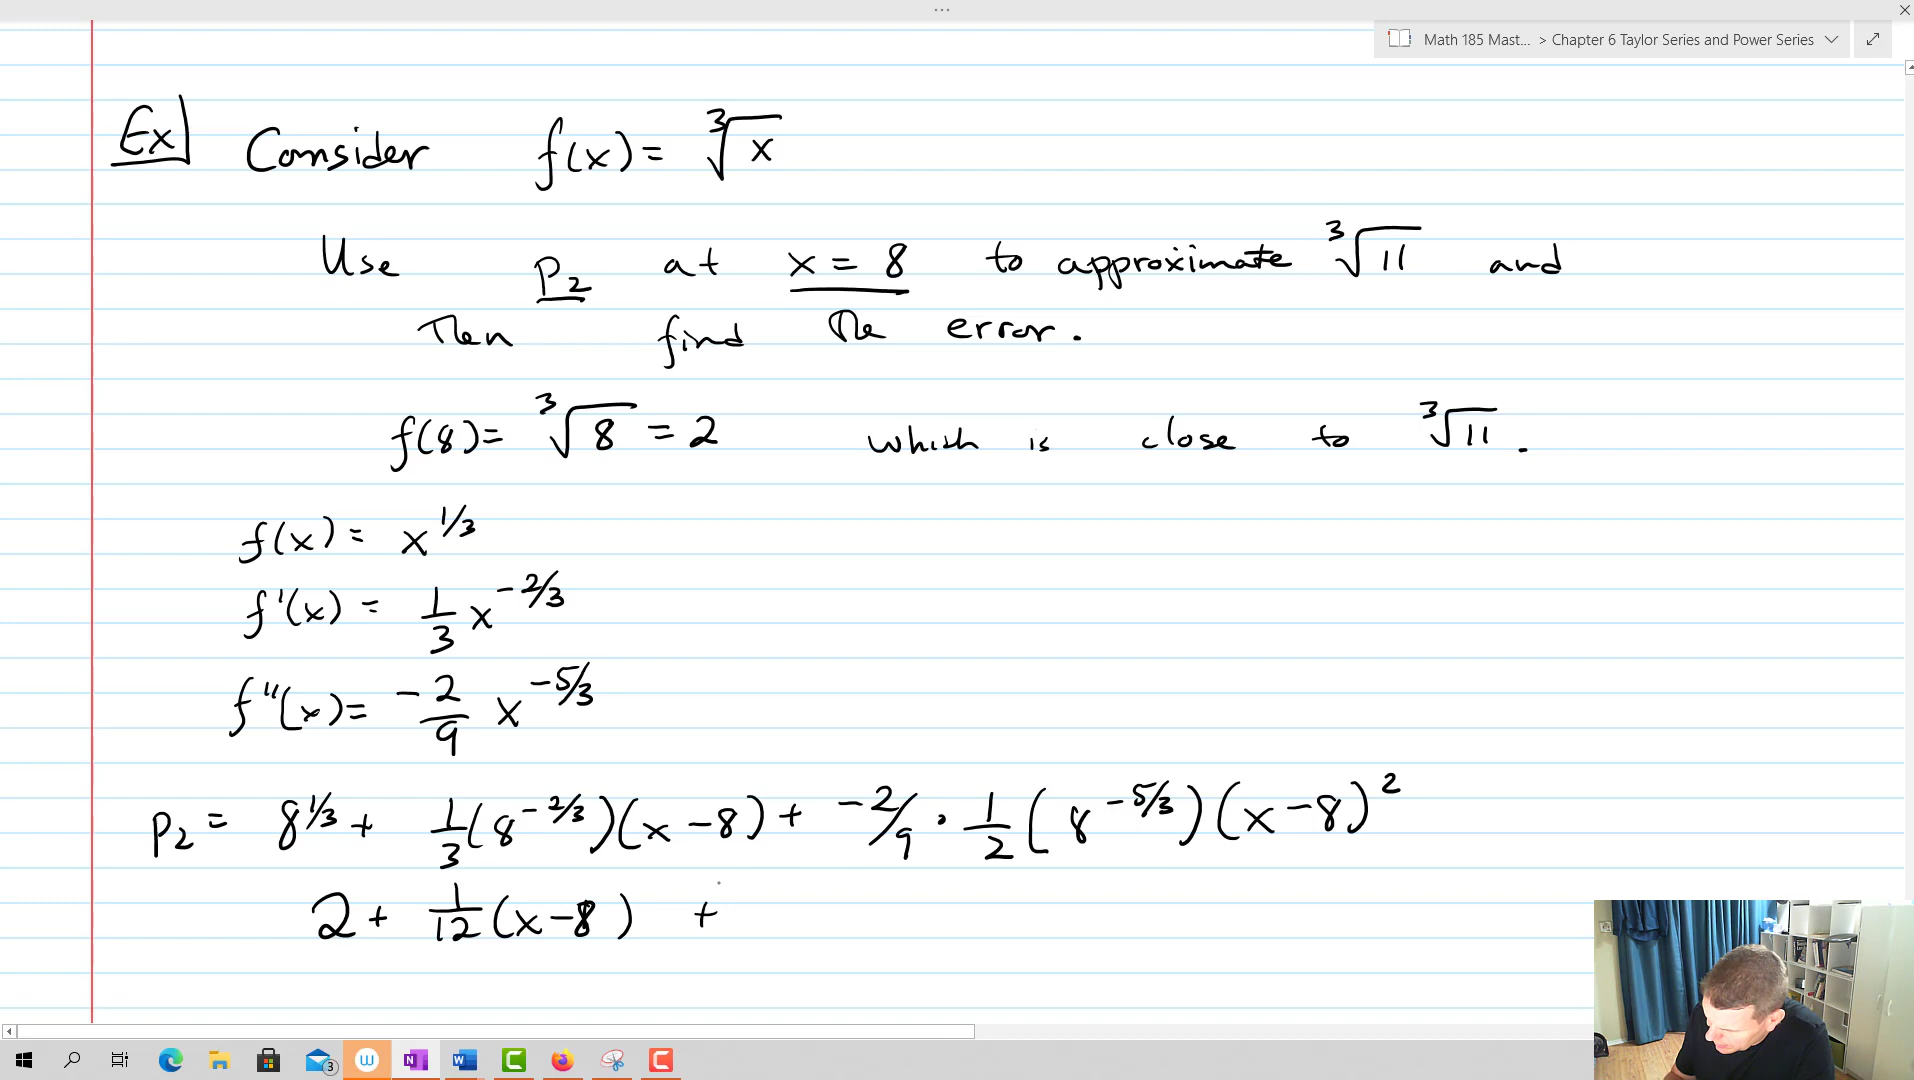 Math 185 Mast... > Chapter 6 Taylor Series and Power Series
Ex Consider f(x) = ∛x
Use P₂ at x = 8 to approximate ∛11 and
Then find the error.
f(8) = ∛8 = 2 which is close to ∛11.
f(x) = x^1/3
f'(x) = 1/3 x^-2/3
f''(x) = -2/9 x^-5/3
P₂ = 8^1/3 + 1/3(8^-2/3)(x-8) + -2/9 · 1/2 (8^-5/3)(x-8)²
2 + 1/12 (x-8) +
3